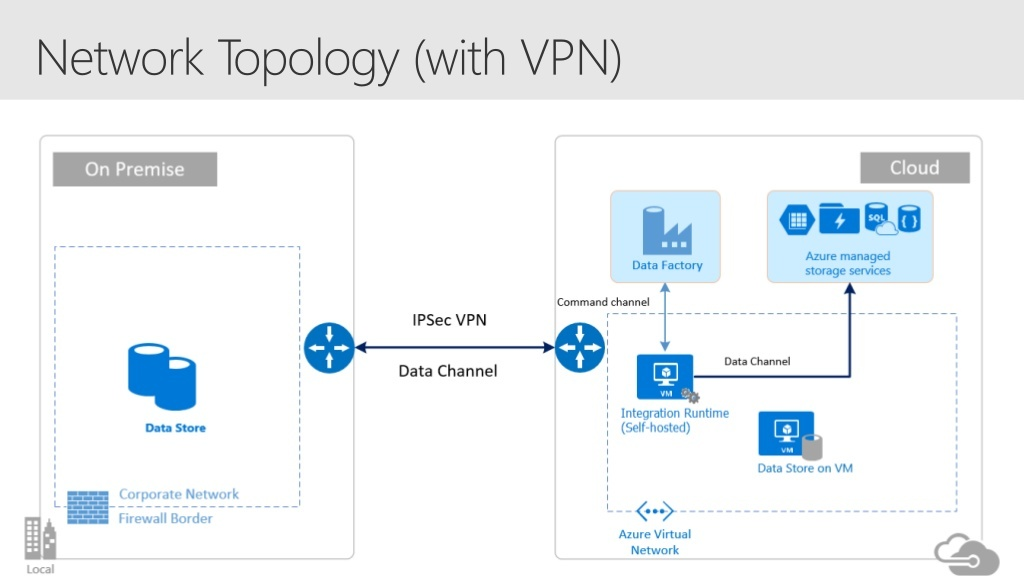 Network Topology (with VPN)
On Premise
Cloud
SQL
Data Factory
Azure managed
storage services
Command channel
IPSec VPN
Data Channel
Data Channel
VM
Integration Runtime
(Self-hosted)
Data Store
VM
Data Store on VM
Corporate Network
Firewall Border
Azure Virtual
Network
Local